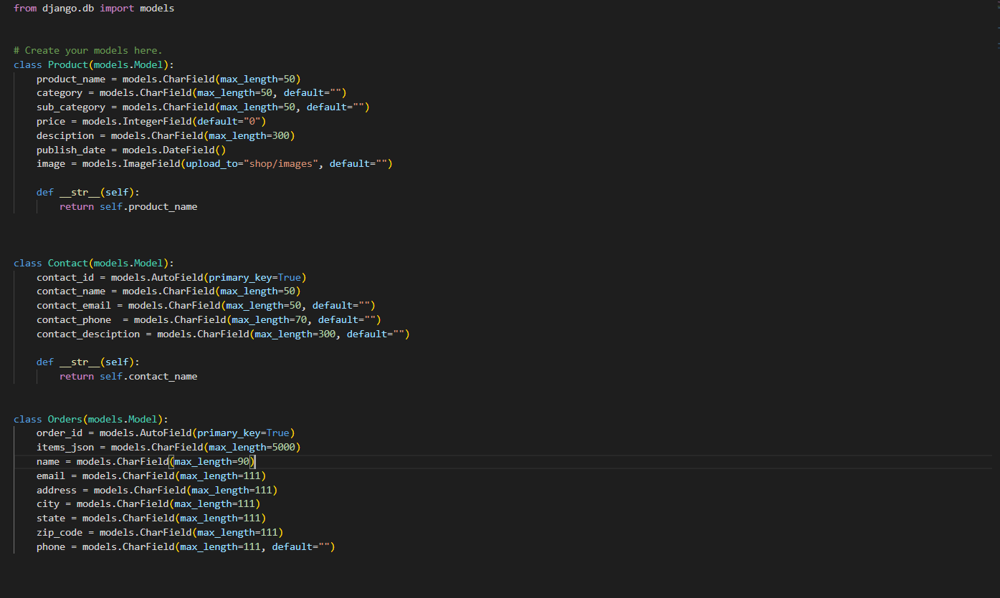 from django.db import models
# Create your models here.
class Product(models.Model):
    product_name = models.CharField(max_length=50)
    category = models.CharField(max_length=50, default="")
    sub_category = models.CharField(max_length=50, default="")
    price = models.IntegerField(default="0")
    desciption = models.CharField(max_length=300)
    publish_date = models.DateField()
    image = models.ImageField(upload_to="shop/images", default="")
    def __str__(self):
        return self.product_name
class Contact(models.Model):
    contact_id = models.AutoField(primary_key=True)
    contact_name = models.CharField(max_length=50)
    contact_email = models.CharField(max_length=50, default="")
    contact_phone  = models.CharField(max_length=70, default="")
    contact_desciption = models.CharField(max_length=300, default="")
    def __str__(self):
        return self.contact_name
class Orders(models.Model):
    order_id = models.AutoField(primary_key=True)
    items_json = models.CharField(max_length=5000)
    name = models.CharField(max_length=90)
    email = models.CharField(max_length=111)
    address = models.CharField(max_length=111)
    city = models.CharField(max_length=111)
    state = models.CharField(max_length=111)
    zip_code = models.CharField(max_length=111)
    phone = models.CharField(max_length=111, default="")